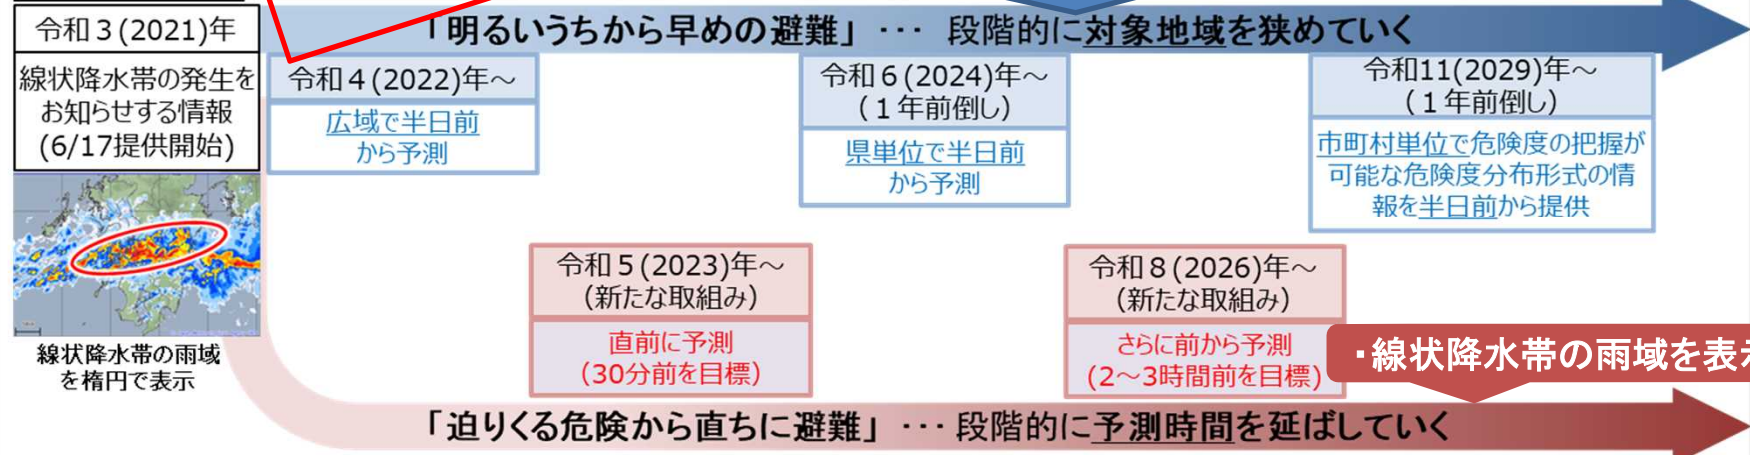 「明るいうちから早めの避難」･･･ 段階的に対象地域を狭めていく
令和３(2021)年
線状降水帯の発生を
お知らせする情報
(6/17提供開始)
線状降水帯の雨域
を楕円で表示
令和４(2022)年～
広域で半日前
から予測
令和５(2023)年～
(新たな取組み)
直前に予測
(30分前を目標)
令和６(2024)年～
(１年前倒し)
県単位で半日前
から予測
令和８(2026)年～
(新たな取組み)
さらに前から予測
(2～3時間前を目標)
令和11(2029)年～
(１年前倒し)
市町村単位で危険度の把握が
可能な危険度分布形式の情
報を半日前から提供
・線状降水帯の雨域を表
「迫りくる危険から直ちに避難」･･･ 段階的に予測時間を延ばしていく